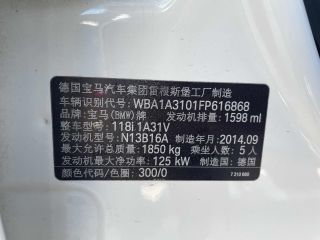 德国宝马汽车集团雷根斯堡工厂制造
车辆识别代号: WBA1A3101FP616868
品牌: 宝马(BMW)牌 发动机排量: 1598 ml
整车型号: 118i 1A31V
发动机型号: N13B16A 制造年月: 2014.09
最大允许总质量: 1850 kg 乘坐人数: 5 人
发动机最大净功率: 125 kW 制造国: 德国
颜色代码/色号: 300/0
7 310 600